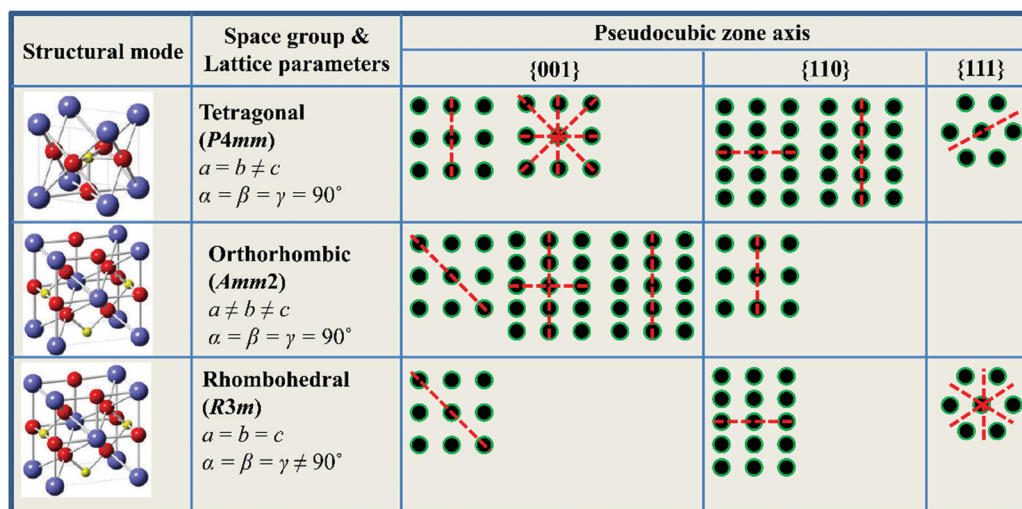 Structural mode
Space group &
Lattice parameters
Pseudocubic zone axis
{001}
{110}
{111}
Tetragonal
(P4mm)
a = b ≠ c
α = β = γ = 90˚
Orthorhombic
(Amm2)
a ≠ b ≠ c
α = β = γ = 90˚
Rhombohedral
(R3m)
a = b = c
α = β = γ ≠ 90˚